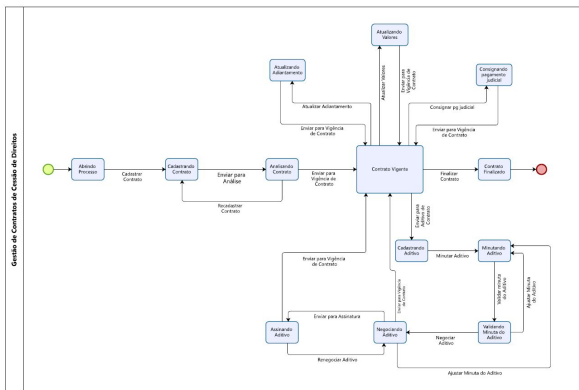 Gestão de Contratos de Cessão de Direitos
Atualizando
Valores
Atualizando
Adiantamento
Consignando
pagamento
judicial
Atualizar Valores
Enviar para
Vigência de
Contrato
Atualizar Adiantamento
Consignar pg judicial
Enviar para Vigência
de Contrato
Enviar para Vigência
de Contrato
Abrindo
Processo
Cadastrar
Contrato
Cadastrando
Contrato
Enviar para
Análise
Analisando
Contrato
Enviar para
Vigência de Contrato
Contrato Vigente
Finalizar
Contrato
Contrato
Finalizado
Recadastrar
Contrato
Enviar para
Aditivo de
Contrato
Enviar para Vigência
de Contrato
Enviar para Vigência
de Contrato
Cadastrando
Aditivo
Minutar Aditivo
Minutando
Aditivo
Validar minuta
do Aditivo
Ajustar Minuta
do Aditivo
Assinando
Aditivo
Enviar para Assinatura
Renegociar Aditivo
Negociando
Aditivo
Negociar
Aditivo
Validando
Minuta do
Aditivo
Ajustar Minuta do Aditivo